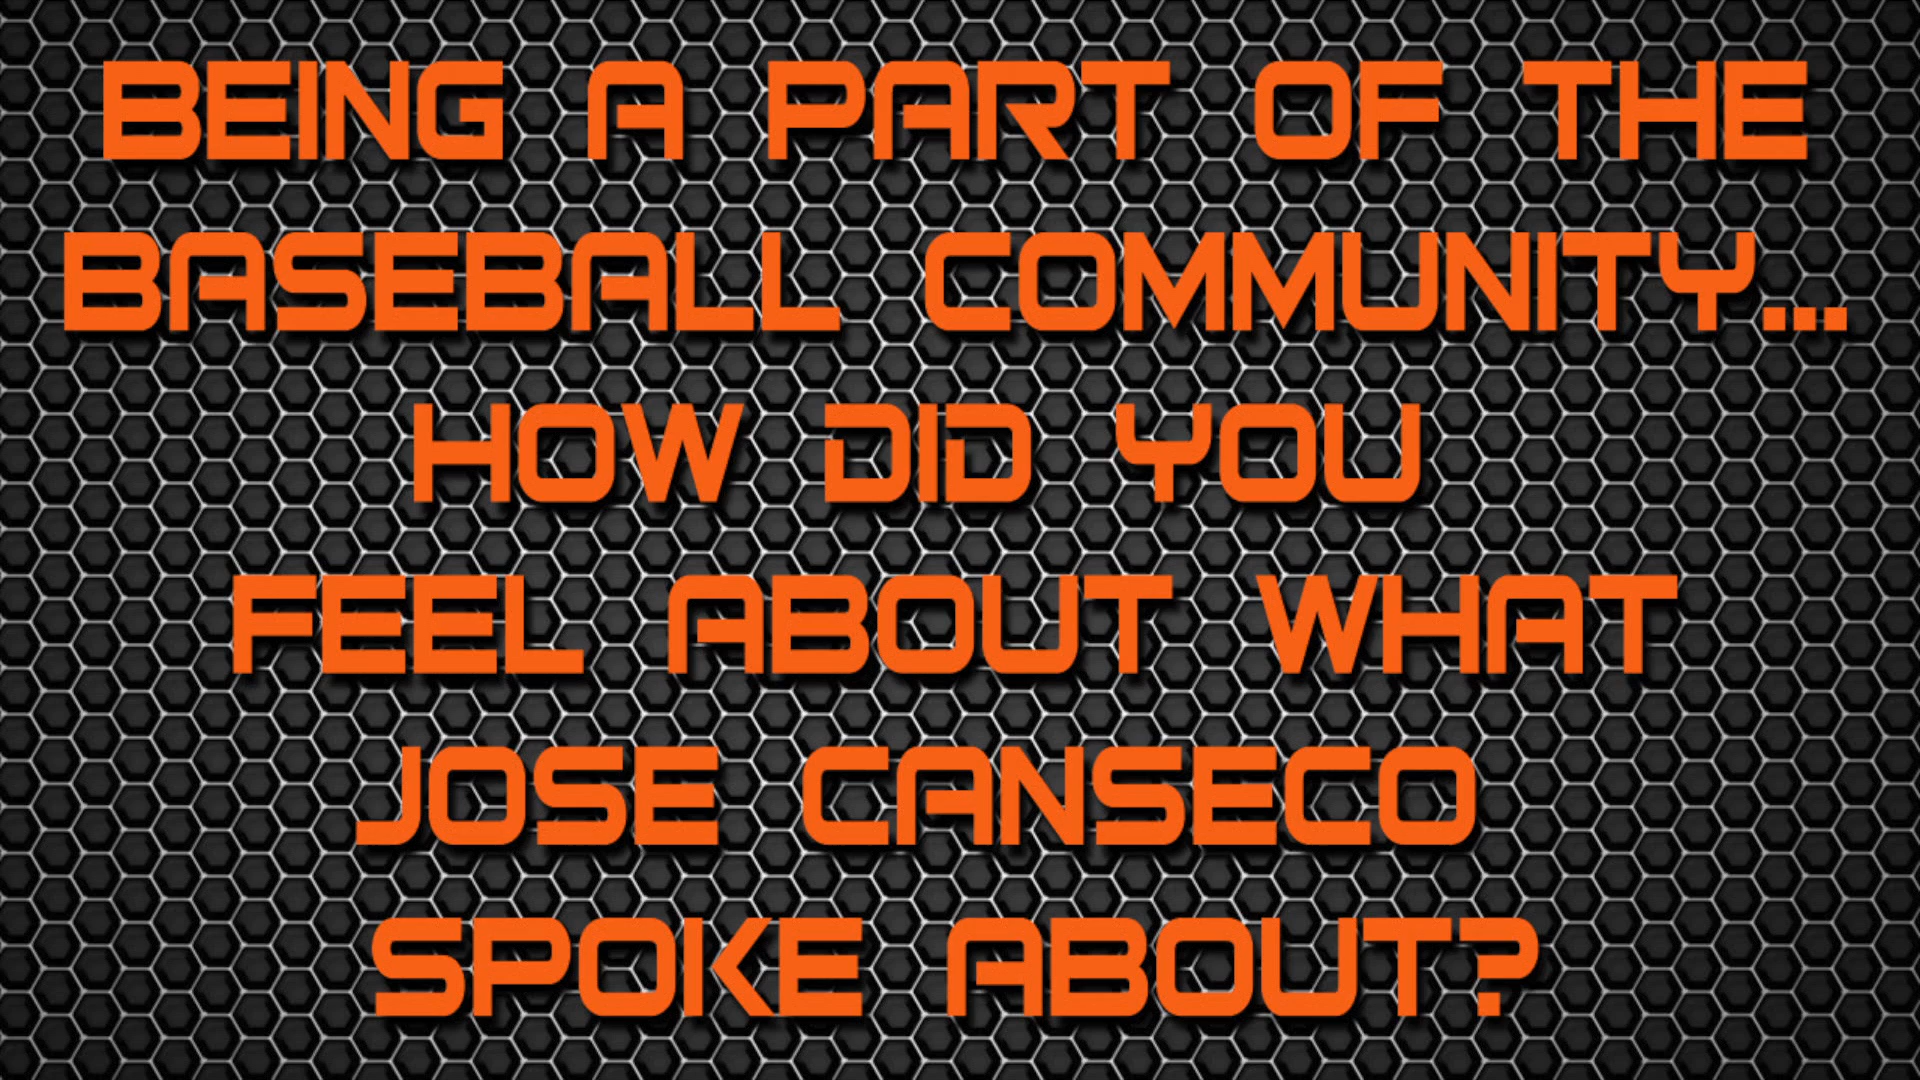 BEING A PART OF THE
BASEBALL COMMUNITY...
HOW DID YOU
FEEL ABOUT WHAT
JOSE CANSECO
SPOKE ABOUT?